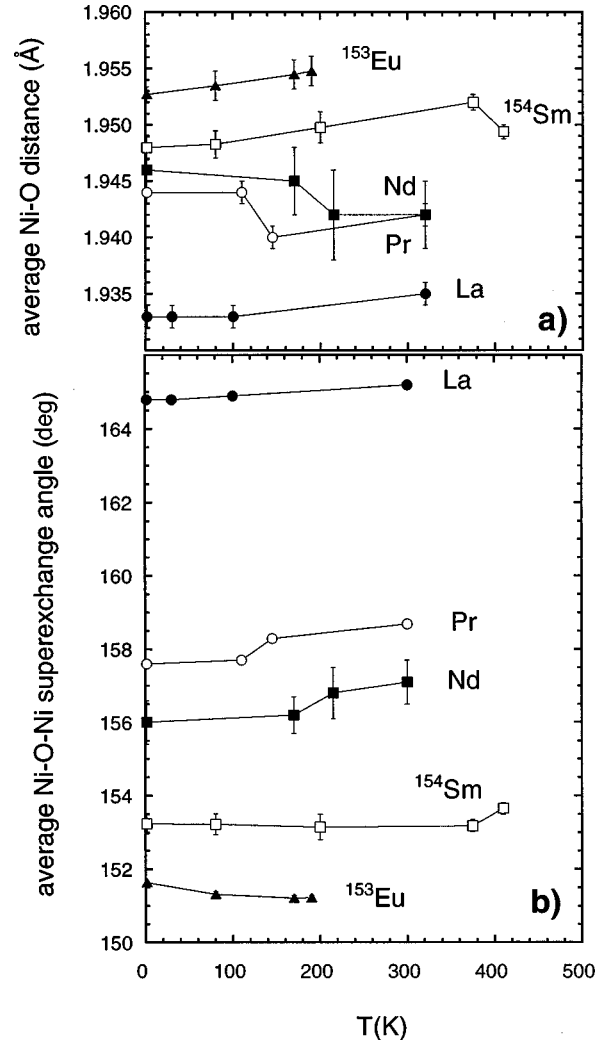 average Ni-O distance (Å)
1.960
1.955
1.950
1.945
1.940
1.935
¹⁵³Eu
¹⁵⁴Sm
Nd
Pr
La
a)
average Ni-O-Ni superexchange angle (deg)
164
162
160
158
156
154
152
150
La
Pr
Nd
¹⁵⁴Sm
¹⁵³Eu
b)
0 100 200 300 400 500
T(K)